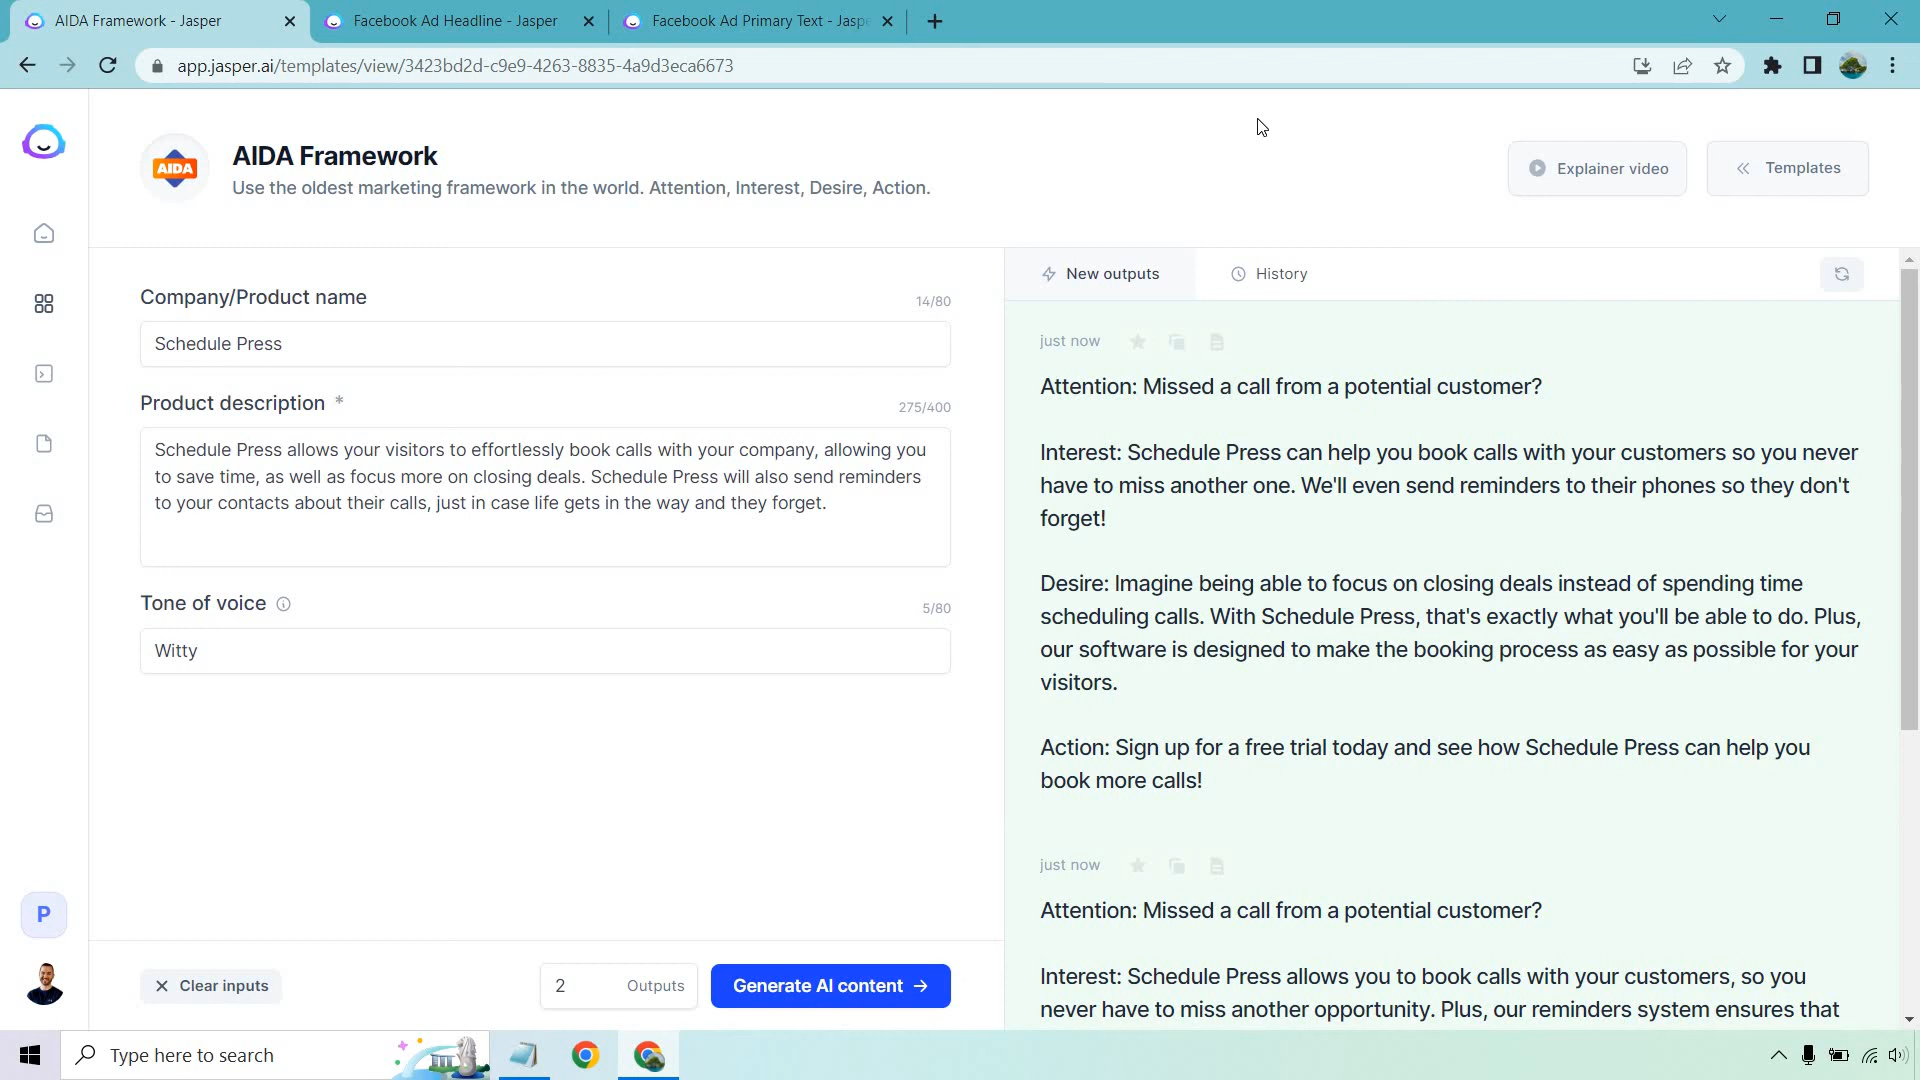 AIDA Framework - Jasper
Facebook Ad Headline - Jasper
Facebook Ad Primary Text - Jaspe
app.jasper.ai/templates/view/3423bd2d-c9e9-4263-8835-4a9d3eca6673
AIDA
AIDA Framework
Use the oldest marketing framework in the world. Attention, Interest, Desire, Action.
Explainer video
Templates
Company/Product name
14/80
Schedule Press
Product description *
275/400
Schedule Press allows your visitors to effortlessly book calls with your company, allowing you
to save time, as well as focus more on closing deals. Schedule Press will also send reminders
to your contacts about their calls, just in case life gets in the way and they forget.
Tone of voice
5/80
Witty
Clear inputs
2 Outputs
Generate AI content
New outputs
History
just now
Attention: Missed a call from a potential customer?
Interest: Schedule Press can help you book calls with your customers so you never
have to miss another one. We'll even send reminders to their phones so they don't
forget!
Desire: Imagine being able to focus on closing deals instead of spending time
scheduling calls. With Schedule Press, that's exactly what you'll be able to do. Plus,
our software is designed to make the booking process as easy as possible for your
visitors.
Action: Sign up for a free trial today and see how Schedule Press can help you
book more calls!
just now
Attention: Missed a call from a potential customer?
Interest: Schedule Press allows you to book calls with your customers, so you
never have to miss another opportunity. Plus, our reminders system ensures that
P
Type here to search